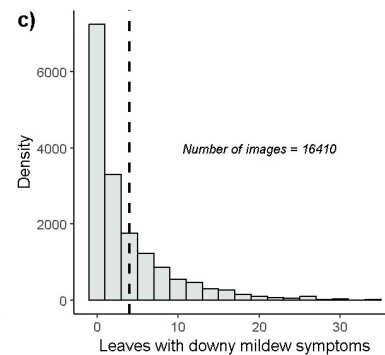 c)
Density
6000
4000
2000
0
Number of images = 16410
0
10
20
30
Leaves with downy mildew symptoms